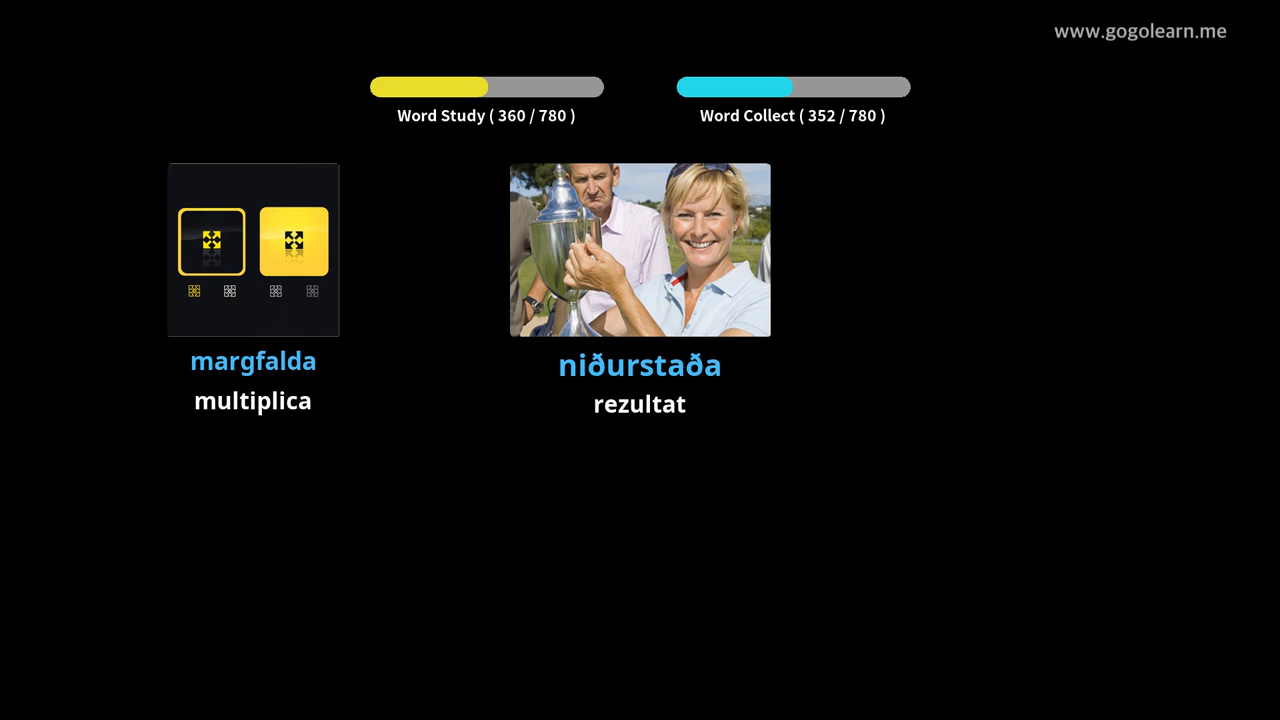 www.gogolearn.me
Word Study ( 360 / 780 )
Word Collect ( 352 / 780 )
margfalda
multiplica
niðurstaða
rezultat